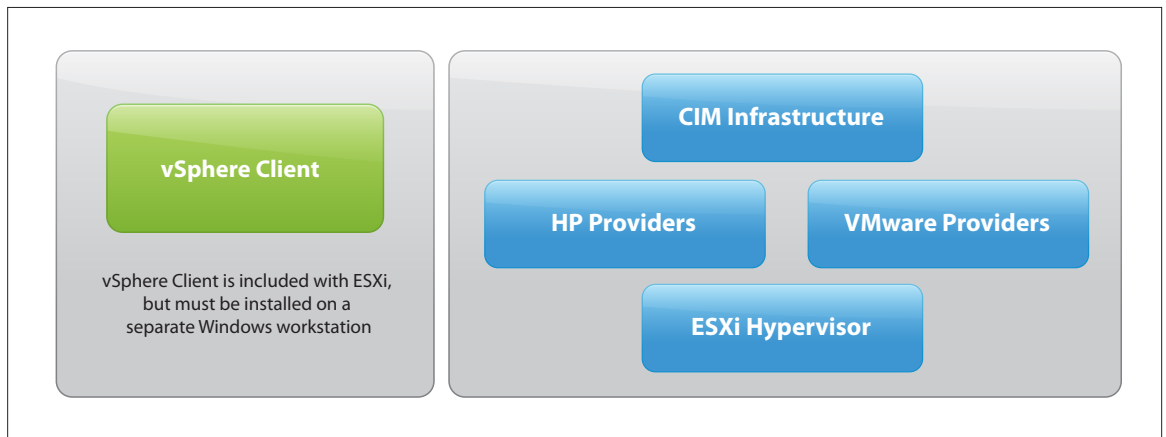 vSphere Client
vSphere Client is included with ESXi,
but must be installed on a
separate Windows workstation
CIM Infrastructure
HP Providers
VMware Providers
ESXi Hypervisor